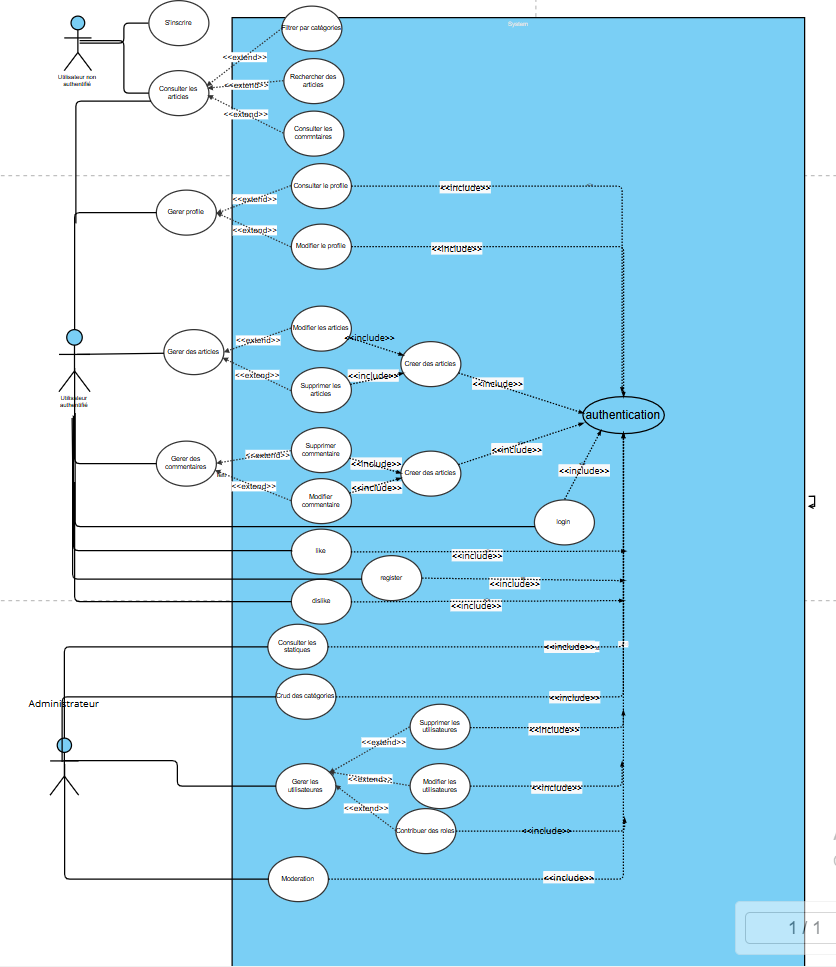 System
S'inscrire
Filtrer par catégories
<<extend>>
Utilisateur non
authentifié
Consulter les
articles
<<extend>>
Rechercher des
articles
<<extend>>
Consulter les
commntaires
Consulter le profile
<<include>>
<<extend>>
Gerer profile
<<extend>>
Modifier le profile
<<include>>
Modifier les articles
<<include>>
<<extend>>
Gerer des articles
Creer des articles
<<extend>>
<<include>>
<<include>>
Supprimer les
articles
Utilisateur
authentifié
authentication
Supprimer
commentaire
<<include>>
<<extend>>
Gerer des
commentaires
<<include>>
Creer des articles
<<include>>
<<extend>>
<<include>>
Modifier
commentaire
login
like
<<include>>
register
<<include>>
dislike
<<include>>
Consulter les
statiques
<<include>>
Crud des catégories
<<include>>
Administrateur
Supprimer les
utilisateures
<<include>>
<<extend>>
Gerer les
utilisateures
<<extend>>
Modifier les
utilisateures
<<include>>
<<extend>>
Contribuer des roles
<<include>>
Moderation
<<include>>
1 / 1